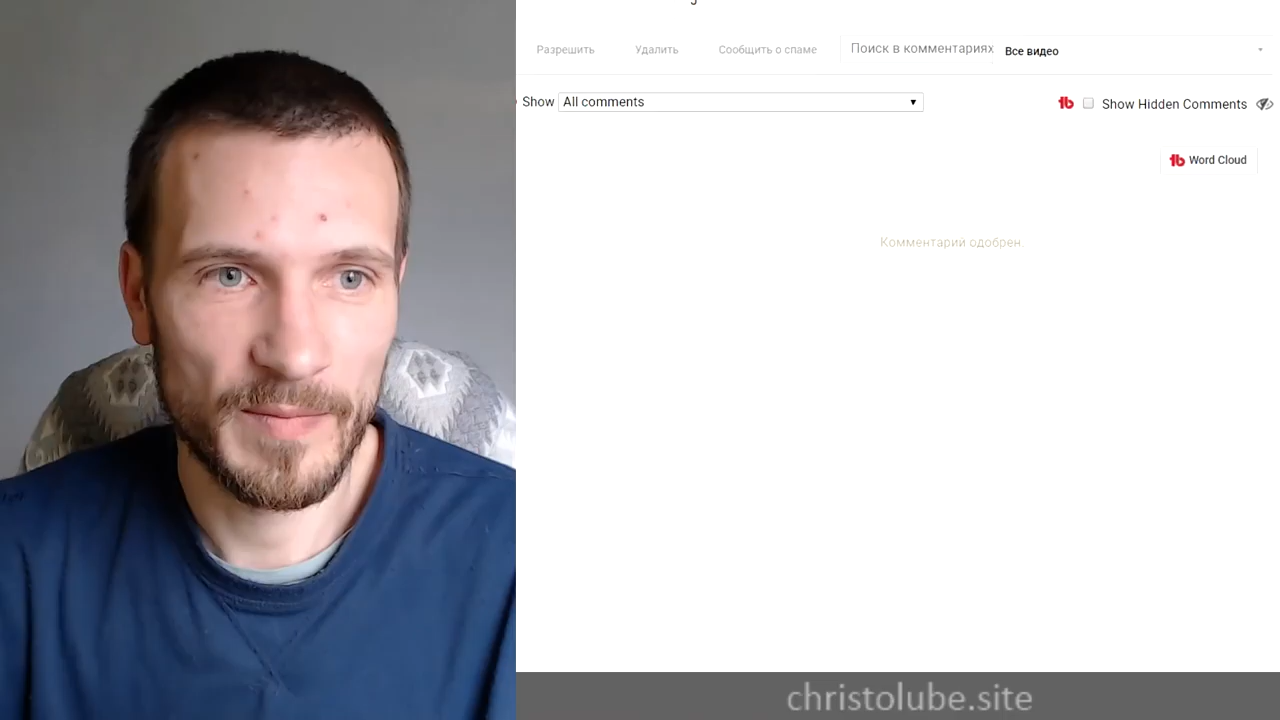 Разрешить Удалить Сообщить о спаме Поиск в комментариях Все видео
Show All comments Show Hidden Comments
Word Cloud
Комментарий одобрен.
christolube.site